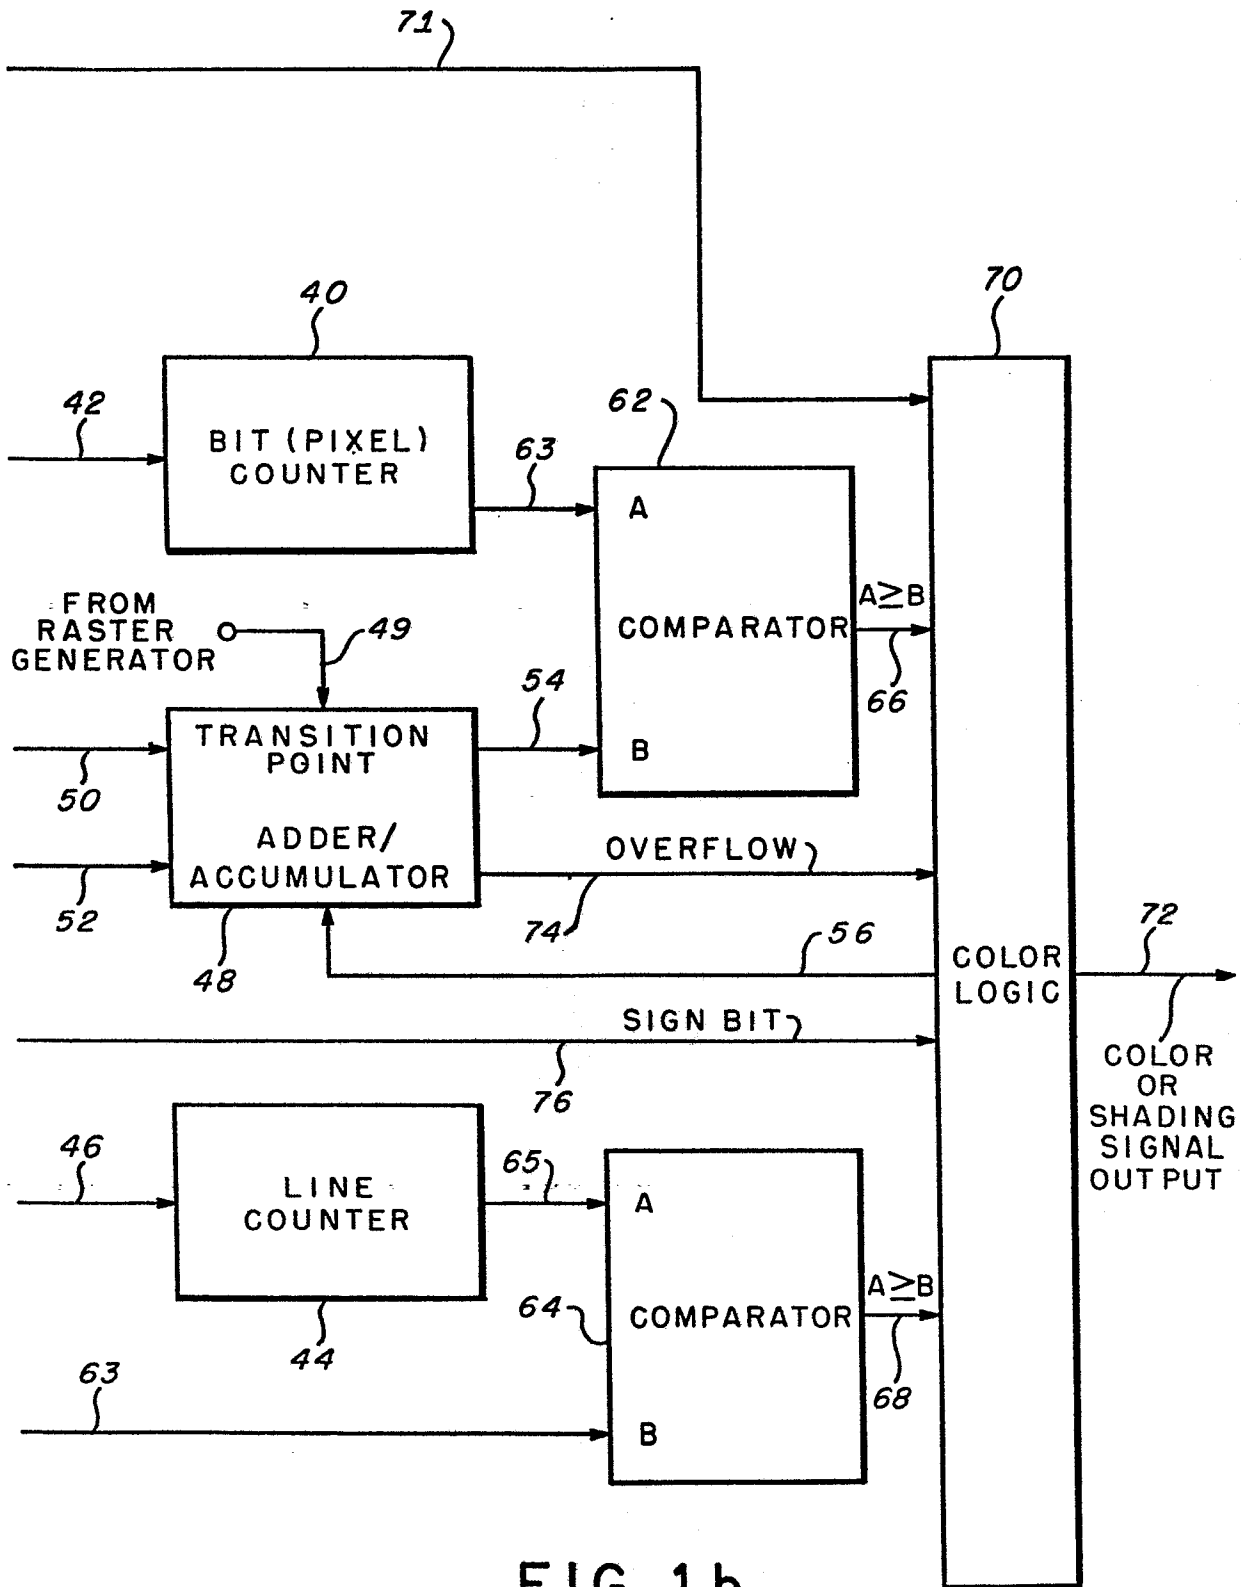 71
40
70
42
BIT (PIXEL)
COUNTER
63
62
A
FROM
RASTER
GENERATOR
49
COMPARATOR
A≥B
66
54
50
TRANSITION
POINT
B
ADDER/
ACCUMULATOR
OVERFLOW
52
48
74
56
COLOR
LOGIC
72
SIGN BIT
76
COLOR
OR
SHADING
SIGNAL
OUTPUT
46
LINE
COUNTER
65
A
64
COMPARATOR
A≥B
44
68
63
B
FIG. 1b